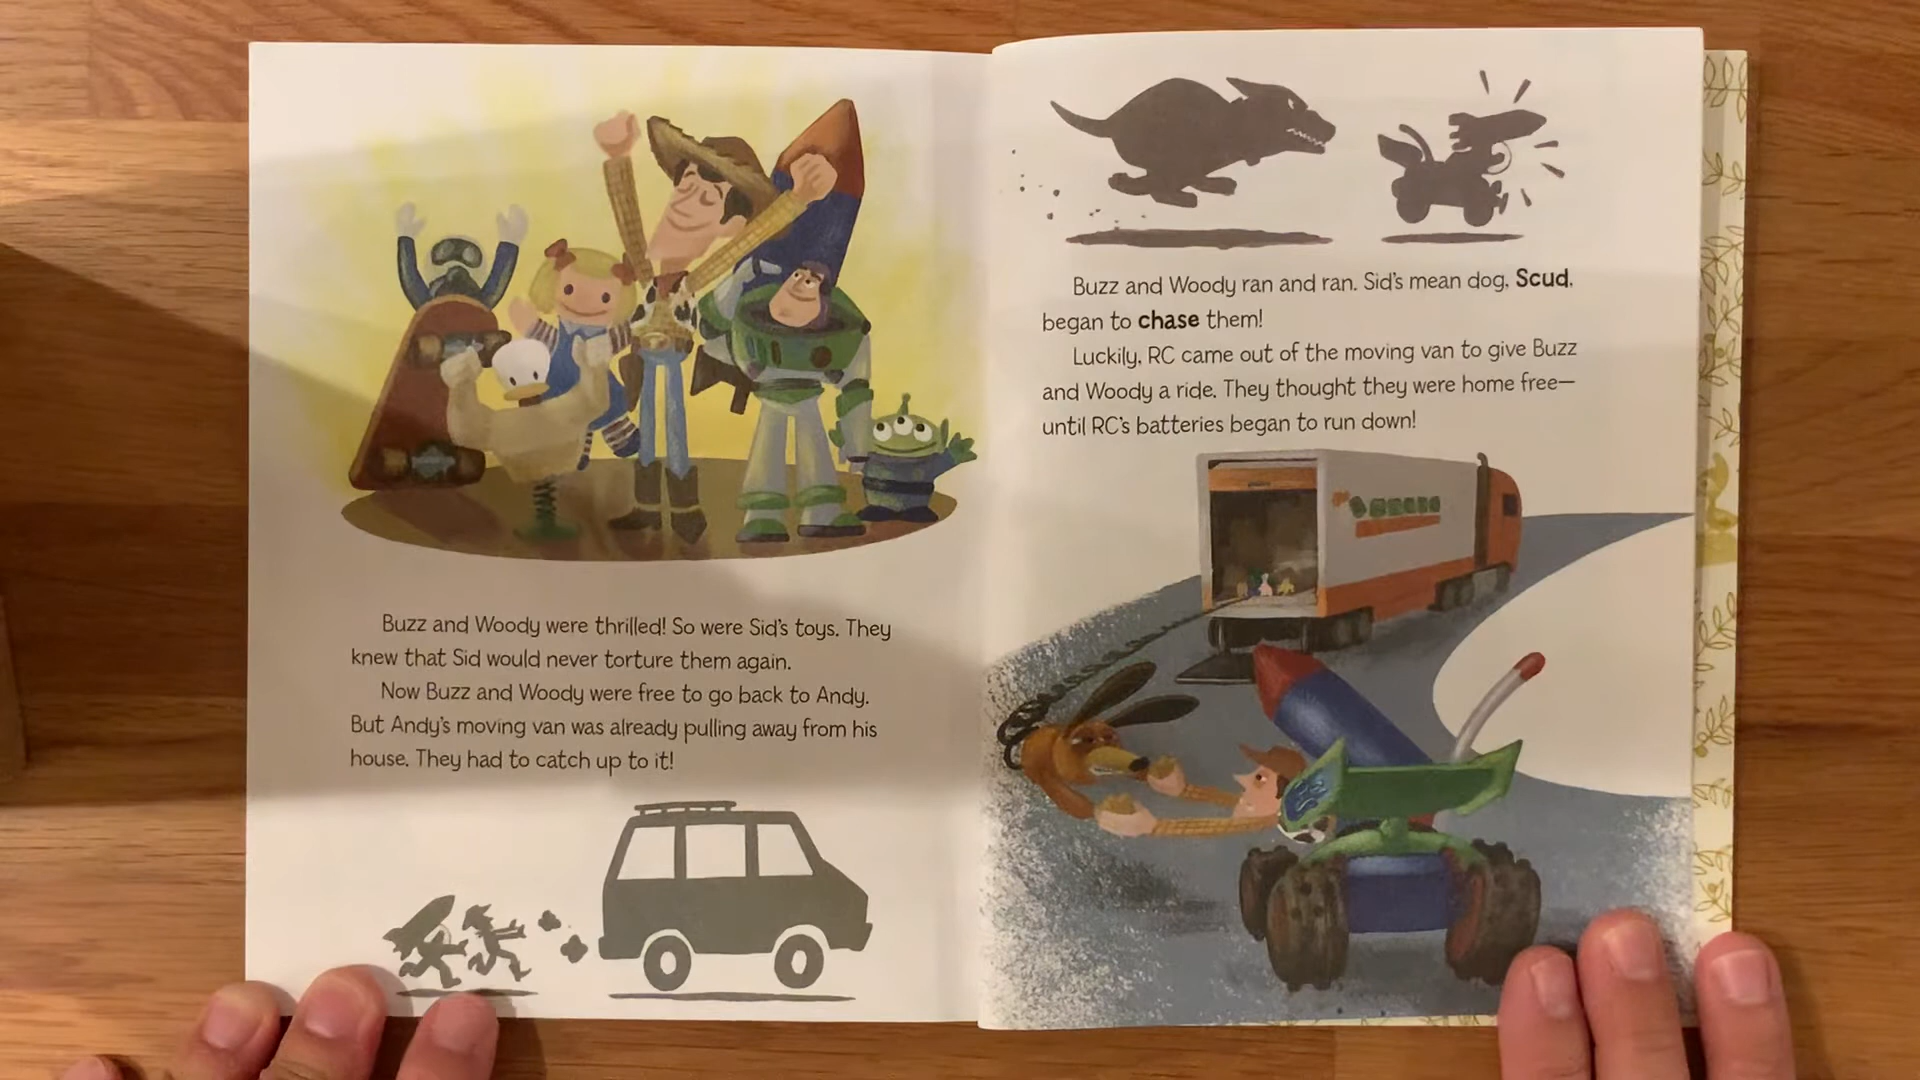 Buzz and Woody were thrilled! So were Sid's toys. They
knew that Sid would never torture them again.
Now Buzz and Woody were free to go back to Andy.
But Andy's moving van was already pulling away from his
house. They had to catch up to it!
Buzz and Woody ran and ran. Sid's mean dog, Scud,
began to chase them!
Luckily, RC came out of the moving van to give Buzz
and Woody a ride. They thought they were home free—
until RC's batteries began to run down!